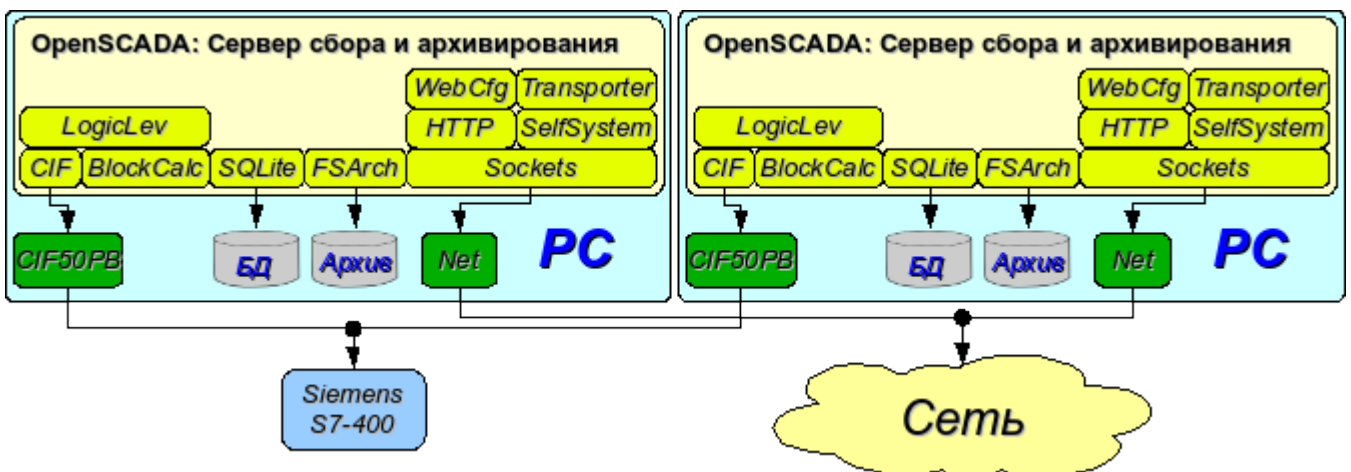 OpenSCADA: Сервер сбора и архивирования
WebCfg Transporter
LogicLev HTTP SelfSystem
CIF BlockCalc SQLite FSArch Sockets
CIF50PB БД Архив Net PC
OpenSCADA: Сервер сбора и архивирования
WebCfg Transporter
LogicLev HTTP SelfSystem
CIF BlockCalc SQLite FSArch Sockets
CIF50PB БД Архив Net PC
Siemens
S7-400
Сеть